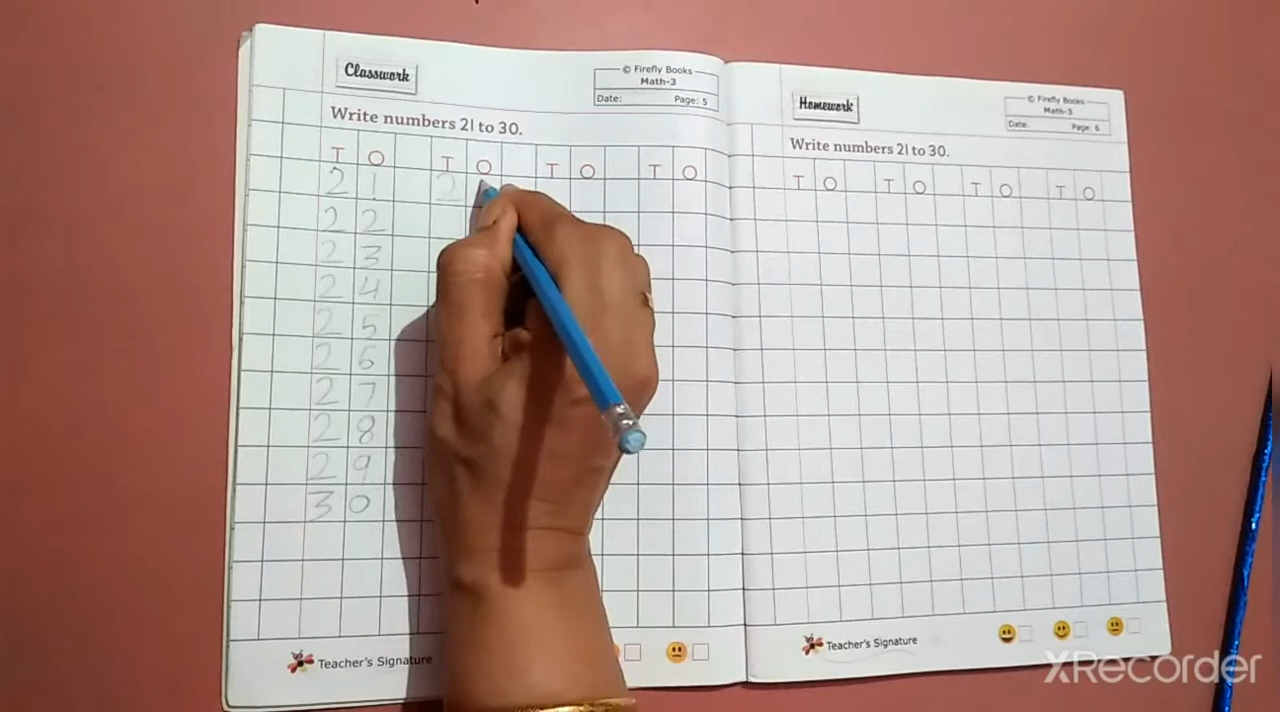 Classwork
© Firefly Books
Math-3
Date: Page: 5
Write numbers 21 to 30.
T O T O T O T O
2 1 2
2 2
2 3
2 4
2 5
2 6
2 7
2 8
2 9
3 0
Teacher's Signature
Homework
© Firefly Books
Math-3
Date: Page: 6
Write numbers 21 to 30.
T O T O T O T O
Teacher's Signature
XRecorder